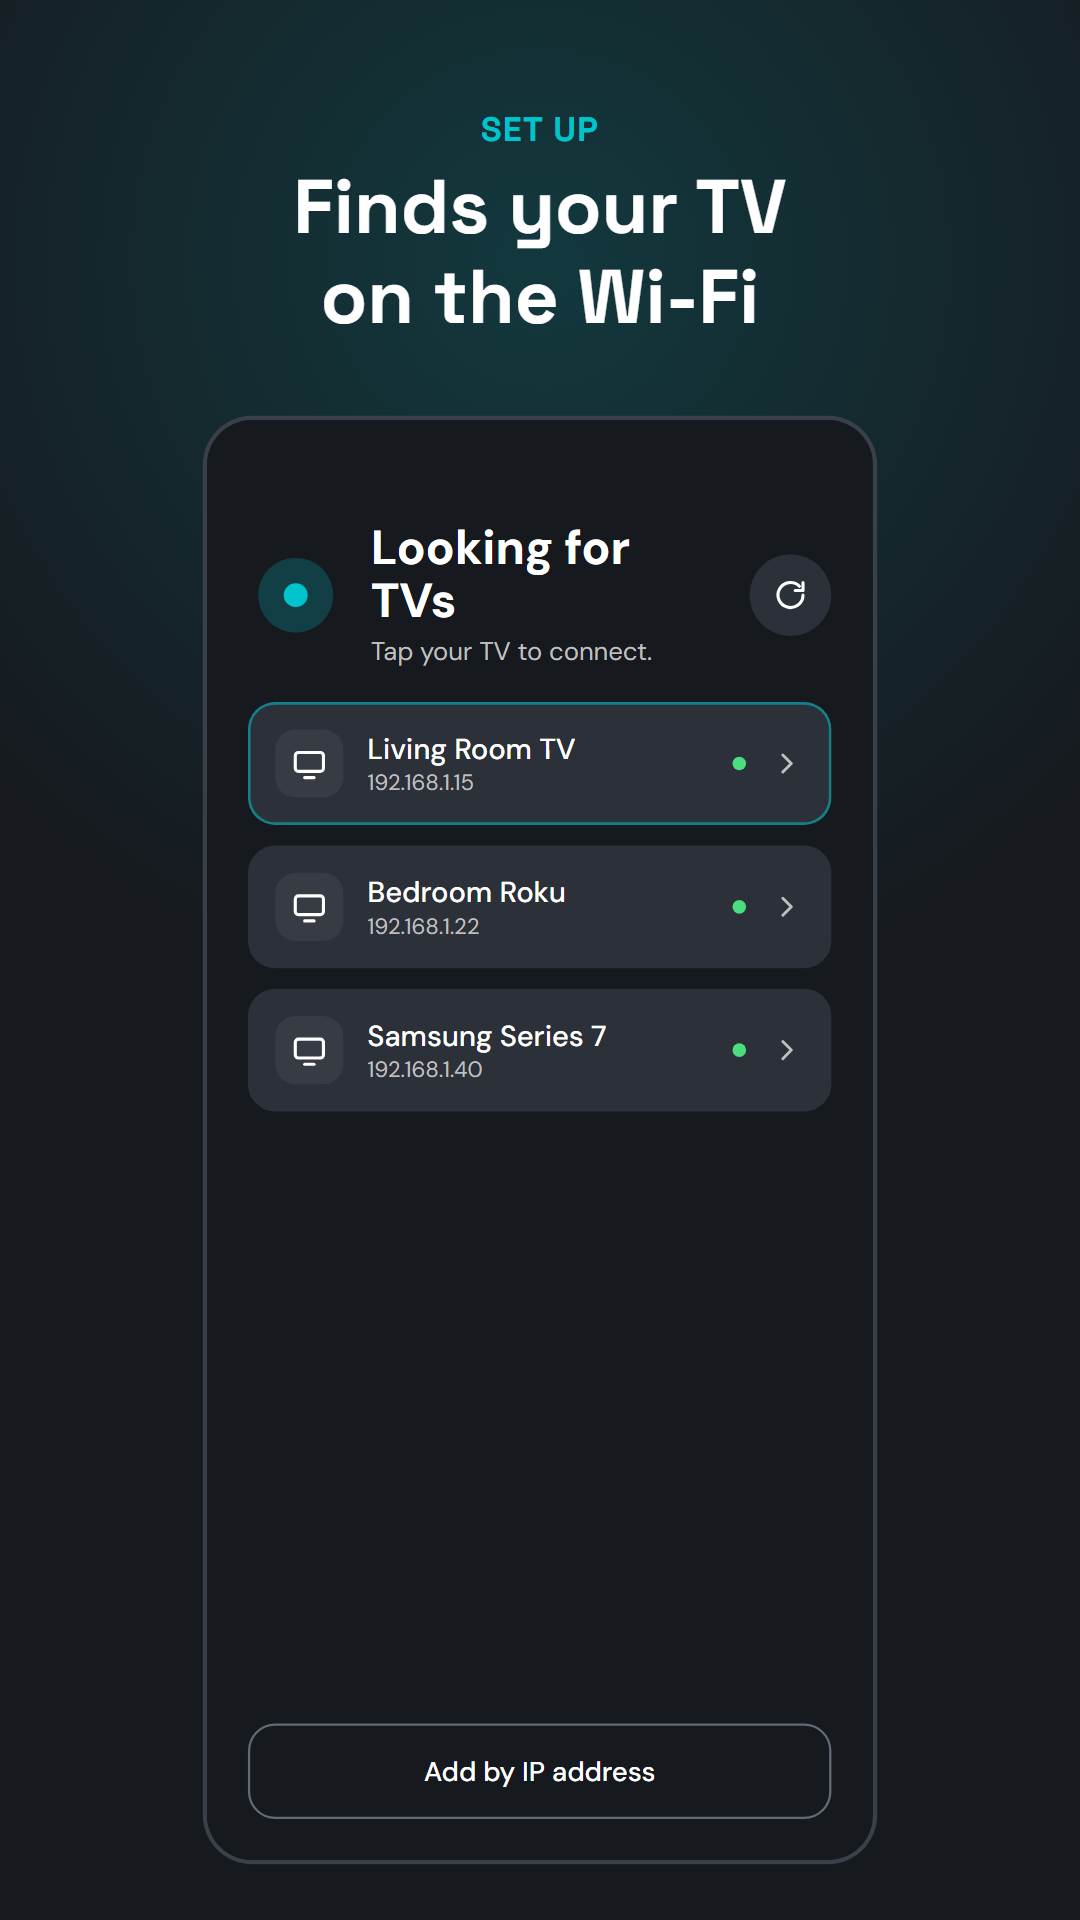 SET UP
Finds your TV
on the Wi-Fi
Looking for
TVs
Tap your TV to connect.
Living Room TV
192.168.1.15
Bedroom Roku
192.168.1.22
Samsung Series 7
192.168.1.40
Add by IP address